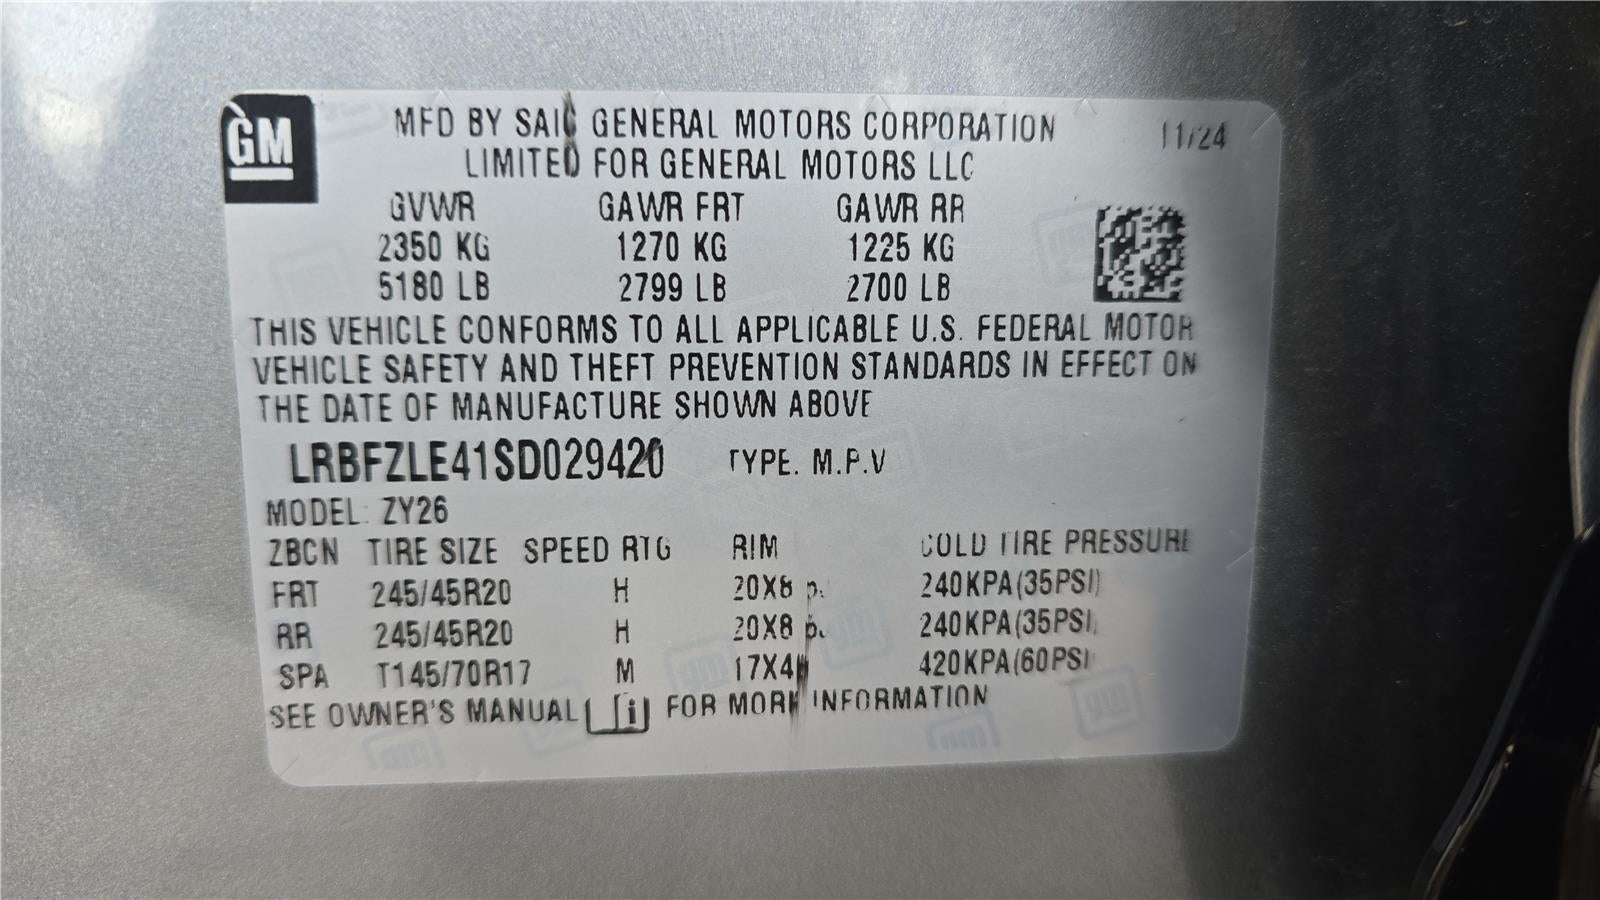 GM
MFD BY SAIC GENERAL MOTORS CORPORATION 11/24
LIMITED FOR GENERAL MOTORS LLC
GVWR GAWR FRT GAWR RR
2350 KG 1270 KG 1225 KG
5180 LB 2799 LB 2700 LB
THIS VEHICLE CONFORMS TO ALL APPLICABLE U.S. FEDERAL MOTOR
VEHICLE SAFETY AND THEFT PREVENTION STANDARDS IN EFFECT ON
THE DATE OF MANUFACTURE SHOWN ABOVE
LRBFZLE41SD029420 TYPE. M.P.V
MODEL: ZY26
ZBCN TIRE SIZE SPEED RTG RIM COLD TIRE PRESSURE
FRT 245/45R20 H 20X8 240KPA(35PSI)
RR 245/45R20 H 20X8 240KPA(35PSI)
SPA T145/70R17 M 17X4 420KPA(60PSI)
SEE OWNER'S MANUAL i FOR MORE INFORMATION